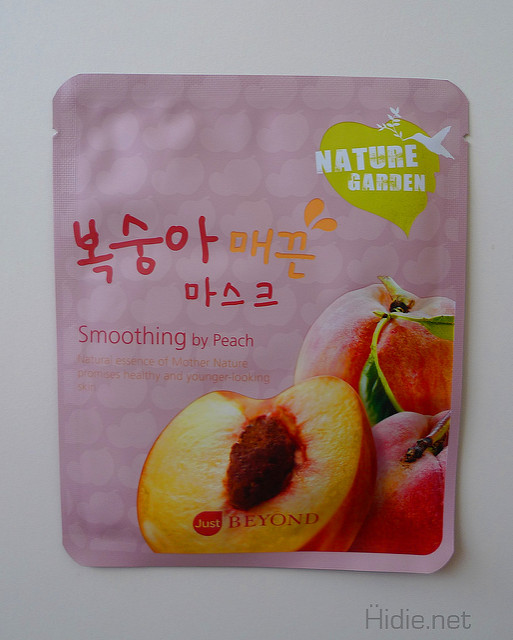 NATURE
GARDEN
복숭아 매끈
마스크
Smoothing by Peach
Natural essence of Mother Nature
promises healthy and younger-looking
skin
Just BEYOND
Hidie.net